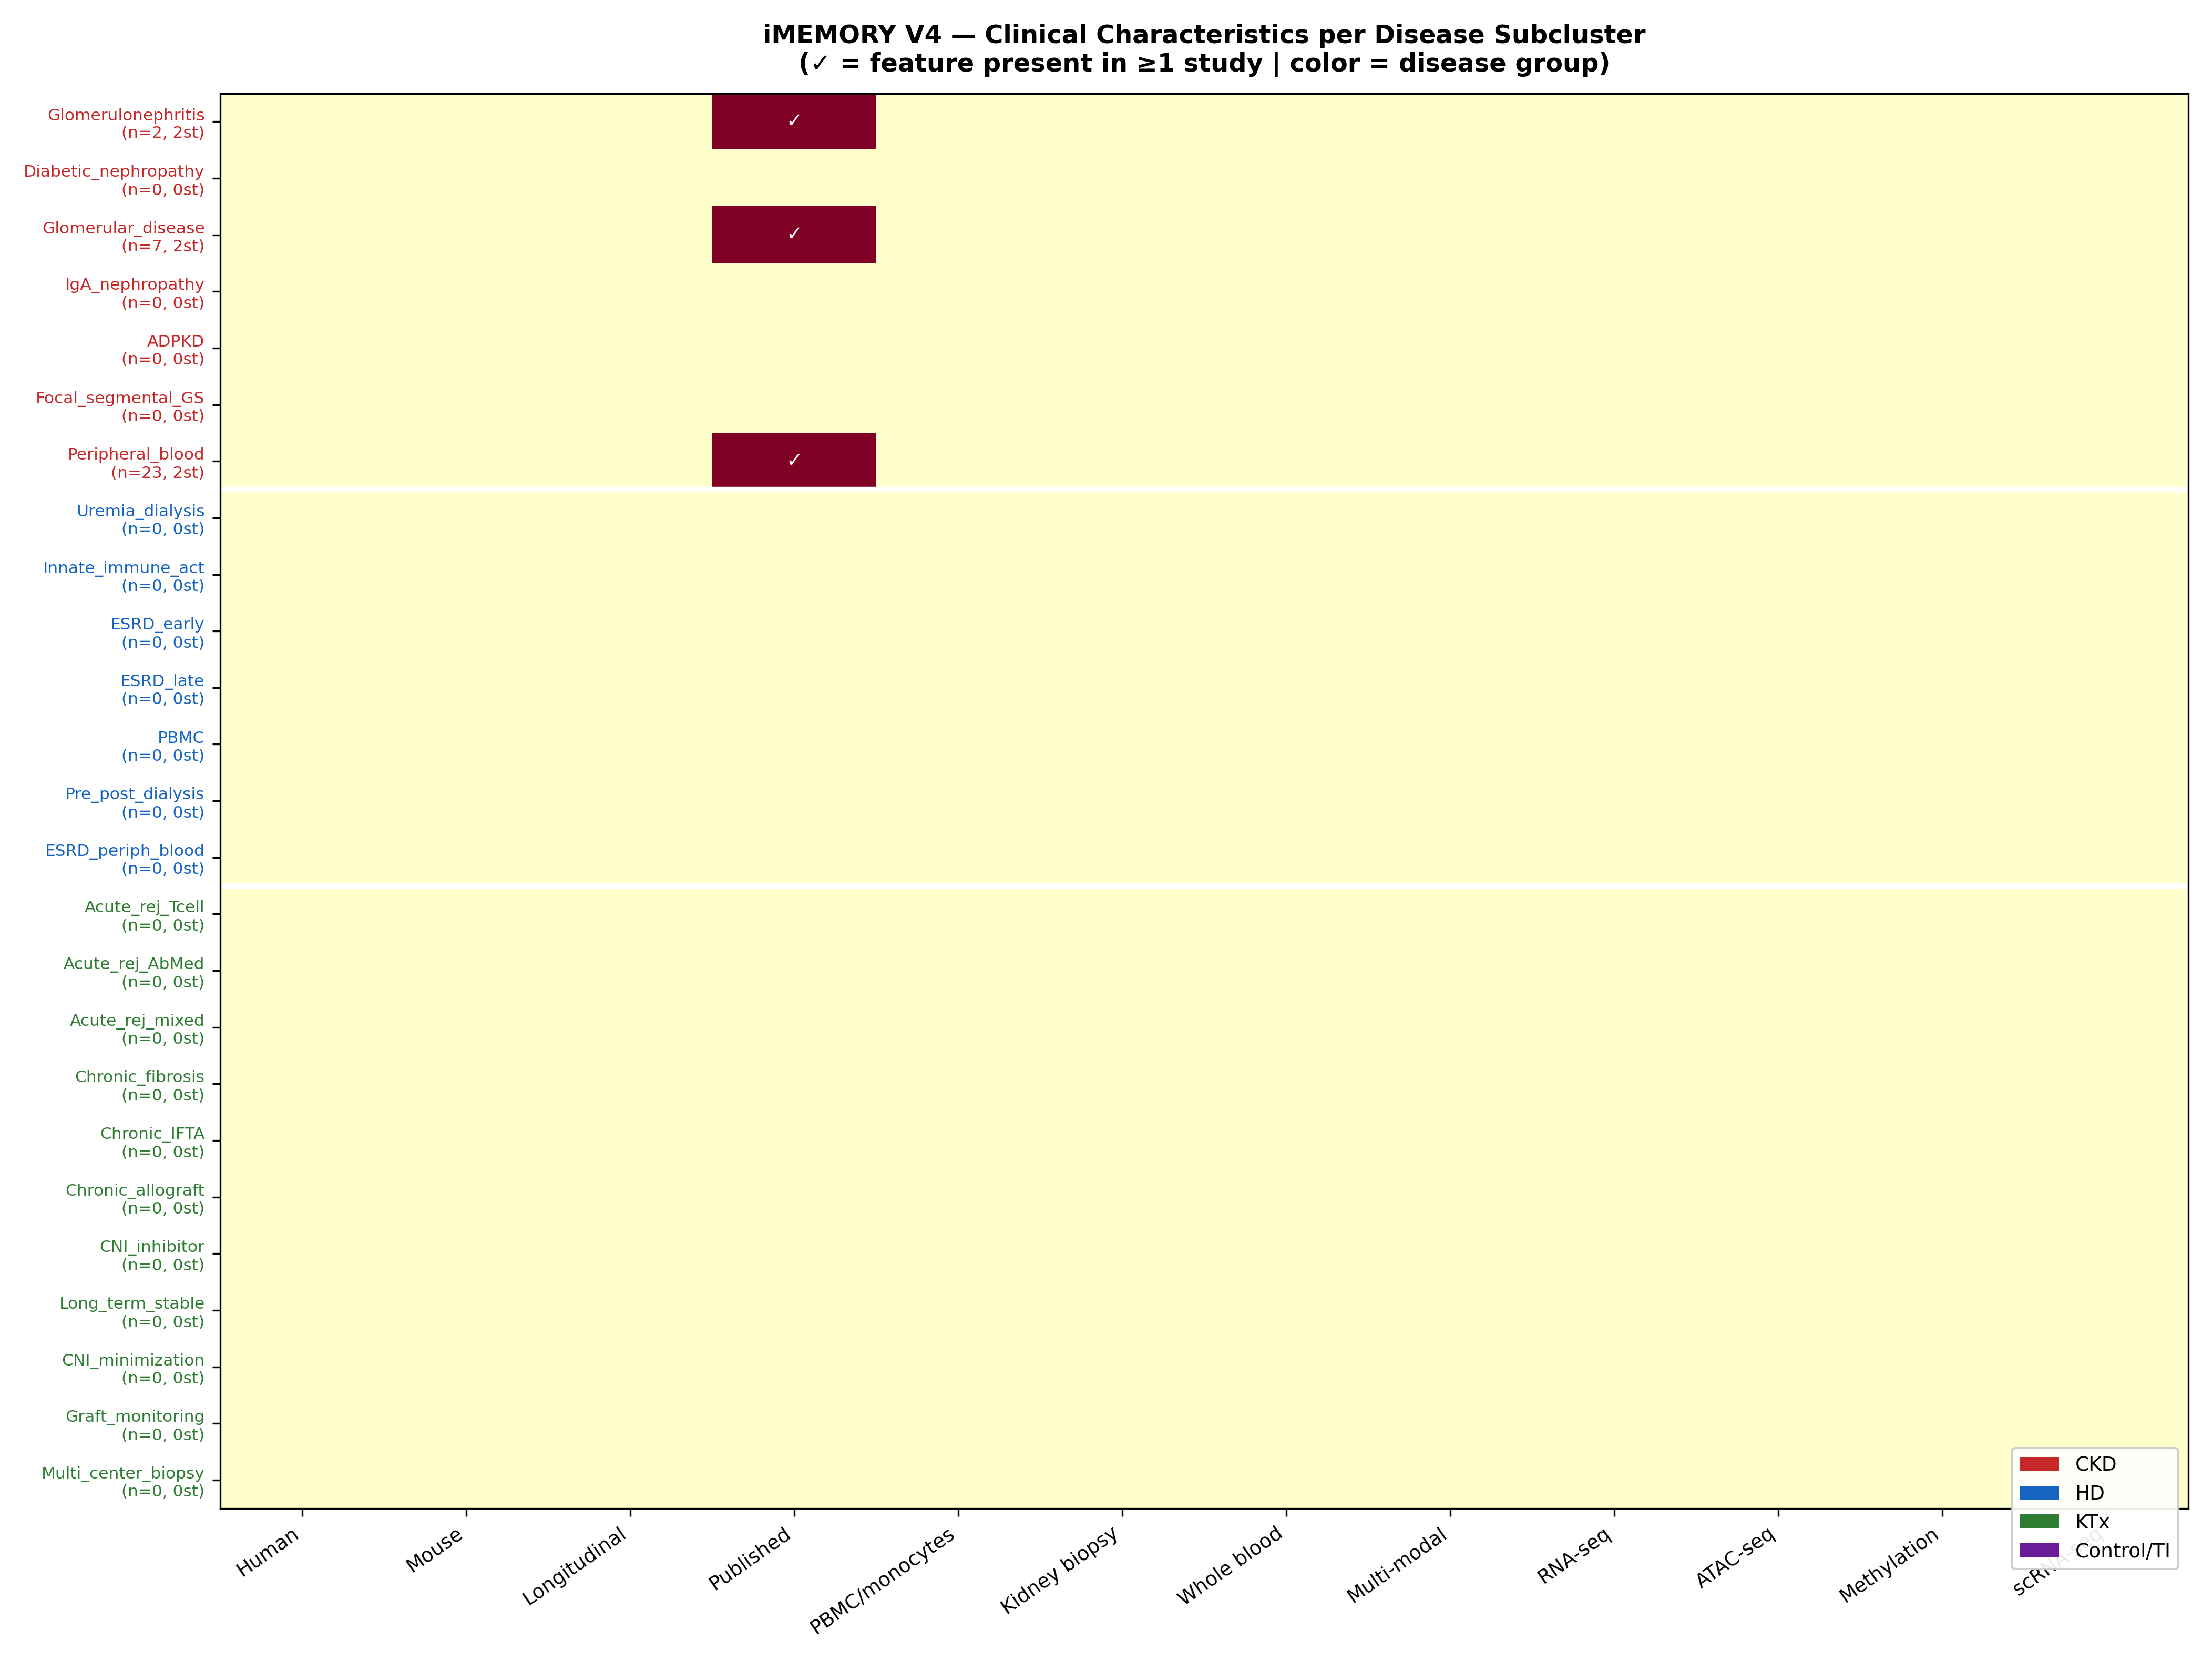 iMEMORY V4 — Clinical Characteristics per Disease Subcluster
(✓ = feature present in ≥1 study | color = disease group)
Glomerulonephritis
(n=2, 2st)
✓
Diabetic_nephropathy
(n=0, 0st)
Glomerular_disease
(n=7, 2st)
✓
IgA_nephropathy
(n=0, 0st)
ADPKD
(n=0, 0st)
Focal_segmental_GS
(n=0, 0st)
Peripheral_blood
(n=23, 2st)
✓
Uremia_dialysis
(n=0, 0st)
Innate_immune_act
(n=0, 0st)
ESRD_early
(n=0, 0st)
ESRD_late
(n=0, 0st)
PBMC
(n=0, 0st)
Pre_post_dialysis
(n=0, 0st)
ESRD_periph_blood
(n=0, 0st)
Acute_rej_Tcell
(n=0, 0st)
Acute_rej_AbMed
(n=0, 0st)
Acute_rej_mixed
(n=0, 0st)
Chronic_fibrosis
(n=0, 0st)
Chronic_IFTA
(n=0, 0st)
Chronic_allograft
(n=0, 0st)
CNI_inhibitor
(n=0, 0st)
Long_term_stable
(n=0, 0st)
CNI_minimization
(n=0, 0st)
Graft_monitoring
(n=0, 0st)
Multi_center_biopsy
(n=0, 0st)
CKD
HD
KTx
Control/TI
Human
Mouse
Longitudinal
Published
PBMC/monocytes
Kidney biopsy
Whole blood
Multi-modal
RNA-seq
ATAC-seq
Methylation
scRNA-seq